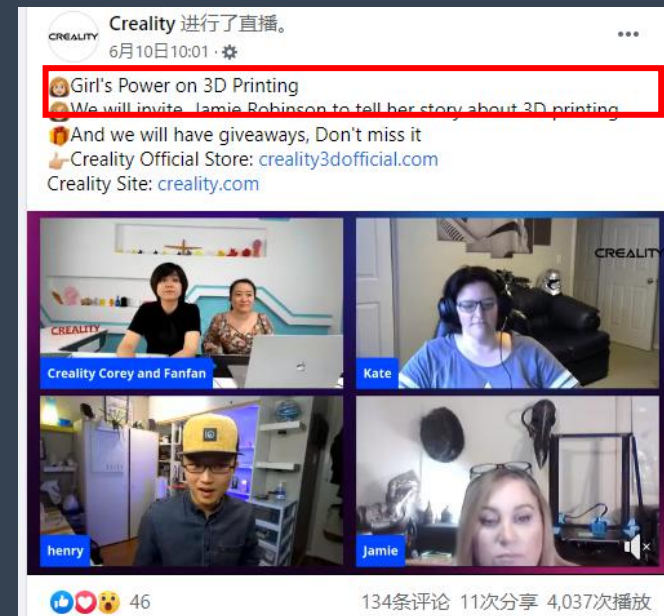 CREALITY
Creality 进行了直播。
6月10日10:01 ·
Girl's Power on 3D Printing
We will invite Jamie Robinson to tell her story about 3D printing
And we will have giveaways, Don't miss it
Creality Official Store: creality3dofficial.com
Creality Site: creality.com
CREALITY
CREALITY
Creality Corey and Fanfan
Kate
henry
Jamie
46
134条评论 11次分享 4,037次播放